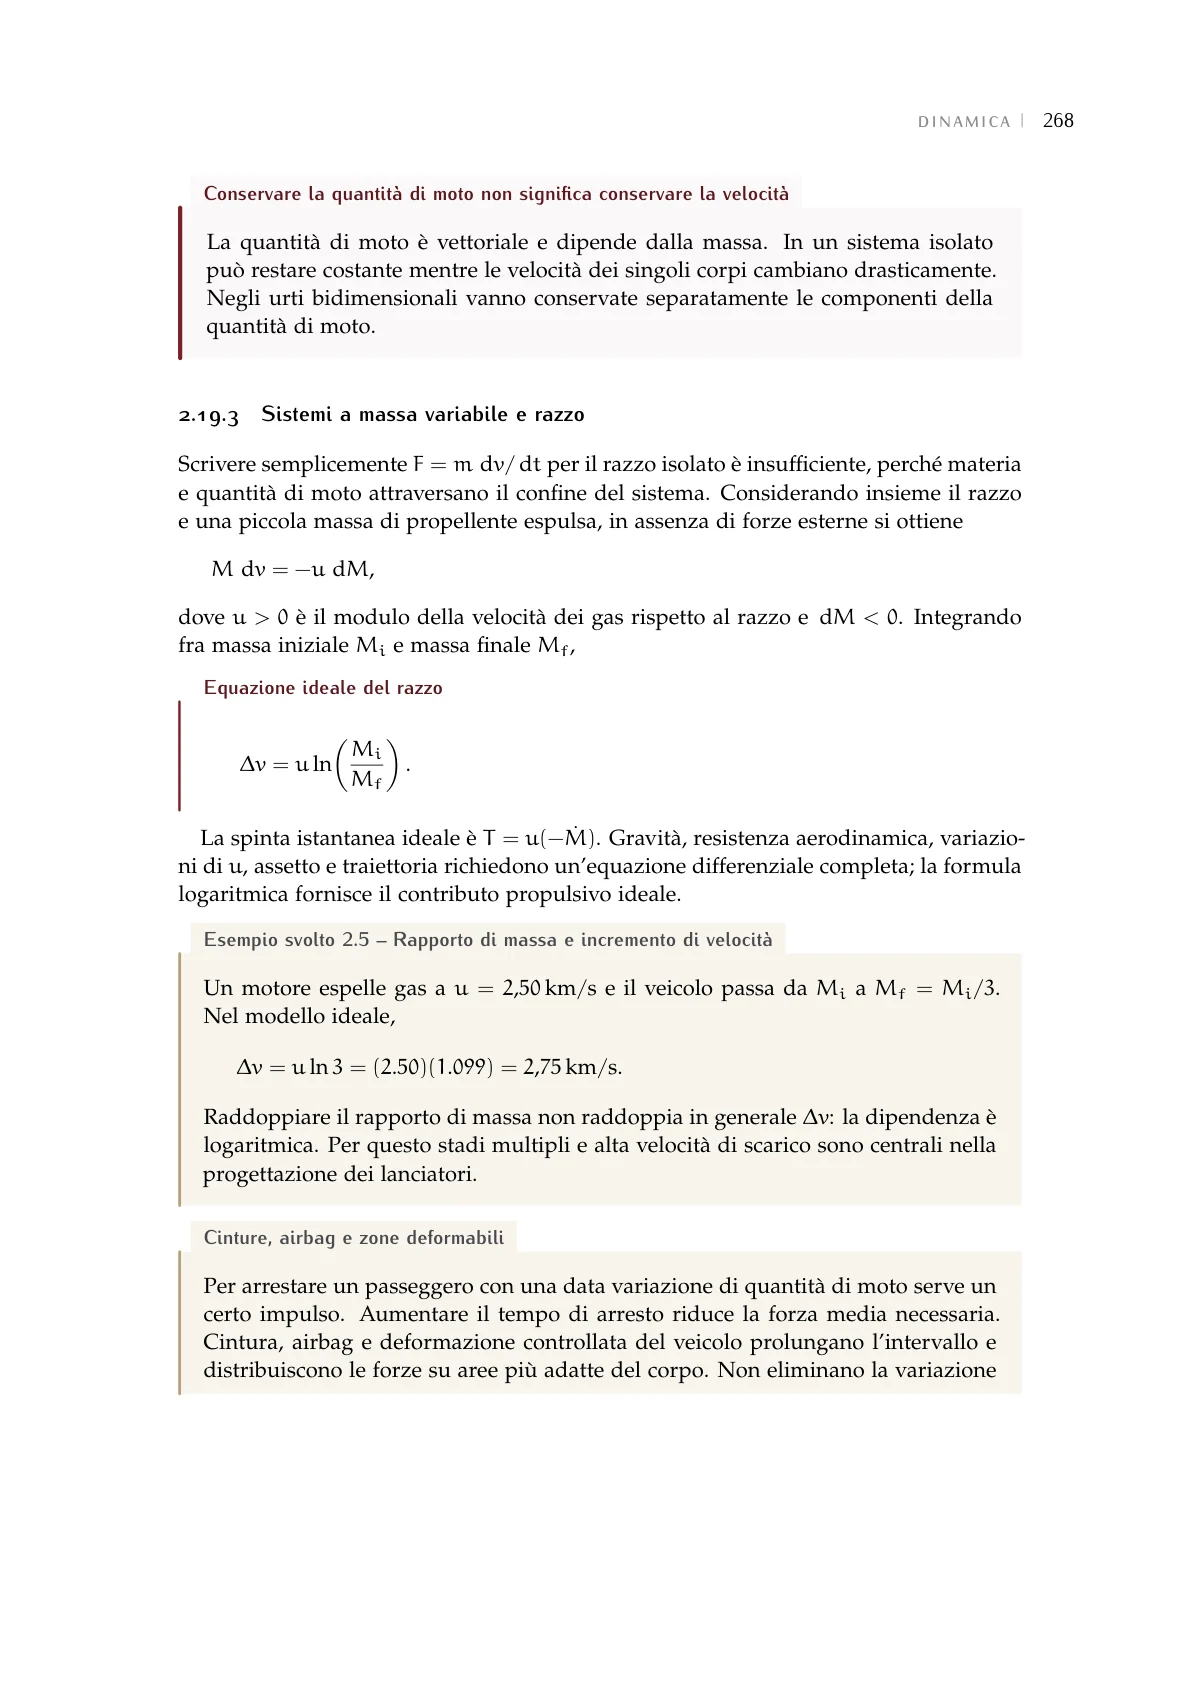 DINAMICA | 268
Conservare la quantità di moto non significa conservare la velocità
La quantità di moto è vettoriale e dipende dalla massa. In un sistema isolato
può restare costante mentre le velocità dei singoli corpi cambiano drasticamente.
Negli urti bidimensionali vanno conservate separatamente le componenti della
quantità di moto.
2.19.3 Sistemi a massa variabile e razzo
Scrivere semplicemente F = m dv/ dt per il razzo isolato è insufficiente, perché materia
e quantità di moto attraversano il confine del sistema. Considerando insieme il razzo
e una piccola massa di propellente espulsa, in assenza di forze esterne si ottiene
M dv = −u dM,
dove u > 0 è il modulo della velocità dei gas rispetto al razzo e dM < 0. Integrando
fra massa iniziale Mᵢ e massa finale M_f,
Equazione ideale del razzo
Δv = u ln(Mᵢ/M_f).
La spinta istantanea ideale è T = u(−Ṁ). Gravità, resistenza aerodinamica, variazio-
ni di u, assetto e traiettoria richiedono un'equazione differenziale completa; la formula
logaritmica fornisce il contributo propulsivo ideale.
Esempio svolto 2.5 – Rapporto di massa e incremento di velocità
Un motore espelle gas a u = 2,50 km/s e il veicolo passa da Mᵢ a M_f = Mᵢ/3.
Nel modello ideale,
Δv = u ln 3 = (2.50)(1.099) = 2,75 km/s.
Raddoppiare il rapporto di massa non raddoppia in generale Δv: la dipendenza è
logaritmica. Per questo stadi multipli e alta velocità di scarico sono centrali nella
progettazione dei lanciatori.
Cinture, airbag e zone deformabili
Per arrestare un passeggero con una data variazione di quantità di moto serve un
certo impulso. Aumentare il tempo di arresto riduce la forza media necessaria.
Cintura, airbag e deformazione controllata del veicolo prolungano l'intervallo e
distribuiscono le forze su aree più adatte del corpo. Non eliminano la variazione